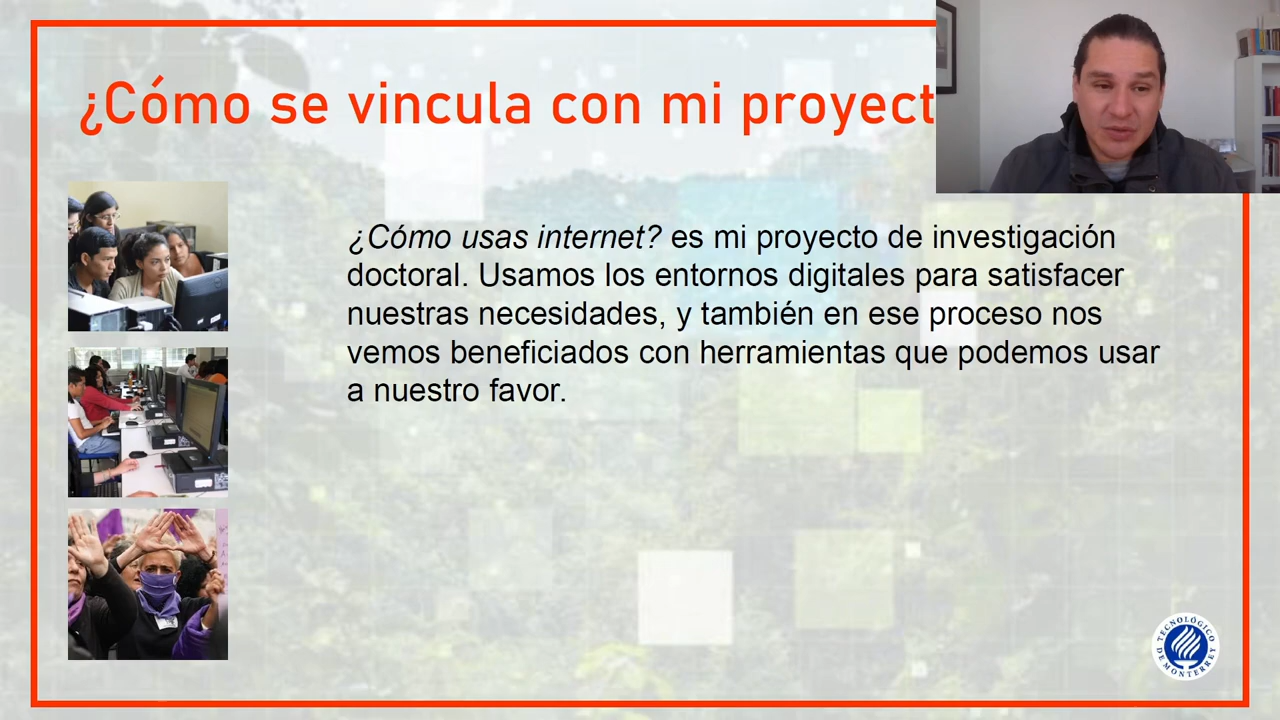 ¿Cómo se vincula con mi proyect
¿Cómo usas internet? es mi proyecto de investigación
doctoral. Usamos los entornos digitales para satisfacer
nuestras necesidades, y también en ese proceso nos
vemos beneficiados con herramientas que podemos usar
a nuestro favor.
TECNOLÓGICO
DE MONTERREY